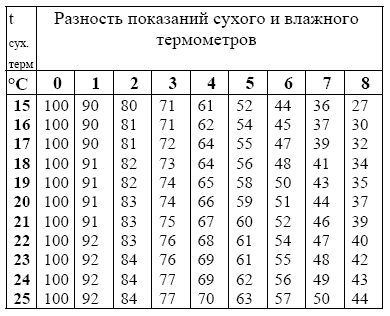 t
сух.
терм
Разность показаний сухого и влажного
термометров
°C 0 1 2 3 4 5 6 7 8
15 100 90 80 71 61 52 44 36 27
16 100 90 81 71 62 54 45 37 30
17 100 90 81 72 64 55 47 39 32
18 100 91 82 73 64 56 48 41 34
19 100 91 82 74 65 58 50 43 35
20 100 91 83 74 66 59 51 44 37
21 100 91 83 75 67 60 52 46 39
22 100 92 83 76 68 61 54 47 40
23 100 92 84 76 69 61 55 48 42
24 100 92 84 77 69 62 56 49 43
25 100 92 84 77 70 63 57 50 44